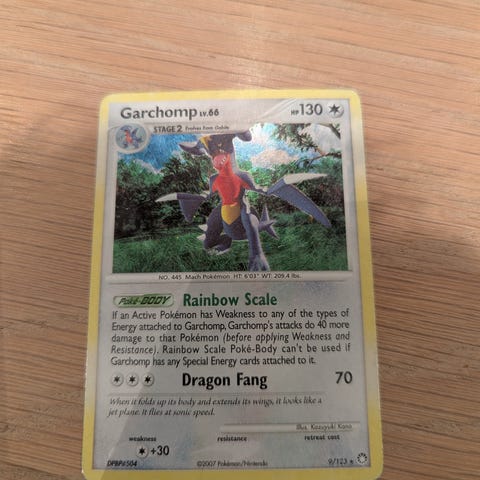 Garchomp LV.66 HP 130
STAGE 2 Evolves from Gabite
NO. 445 Mach Pokémon HT: 6'03" WT: 209.4 lbs.
Poké-BODY Rainbow Scale
If an Active Pokémon has Weakness to any of the types of
Energy attached to Garchomp, Garchomp's attacks do 40 more
damage to that Pokémon (before applying Weakness and
Resistance). Rainbow Scale Poké-Body can't be used if
Garchomp has any Special Energy cards attached to it.
Dragon Fang 70
When it folds up its body and extends its wings, it looks like a
jet plane. It flies at sonic speed.
Illus. Kazuyuki Kano
weakness resistance retreat cost
+30
DPBP#504 ©2007 Pokémon/Nintendo 9/123